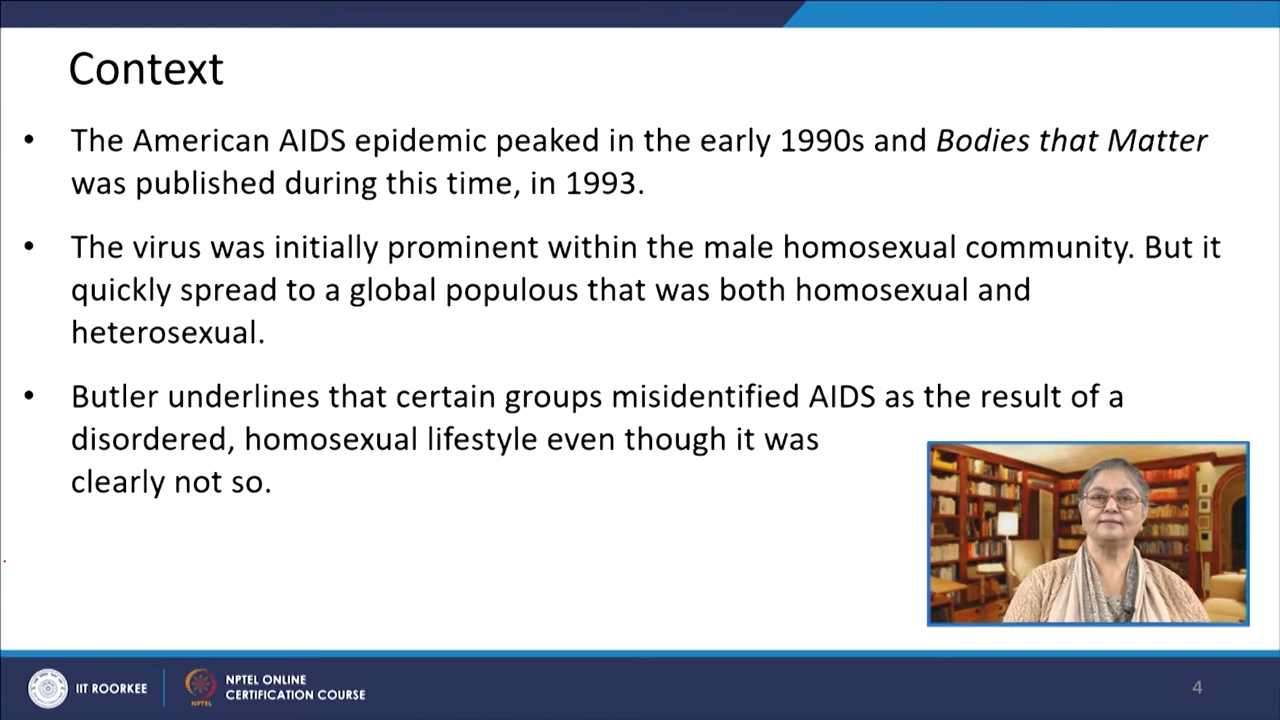 Context
• The American AIDS epidemic peaked in the early 1990s and Bodies that Matter
was published during this time, in 1993.
• The virus was initially prominent within the male homosexual community. But it
quickly spread to a global populous that was both homosexual and
heterosexual.
• Butler underlines that certain groups misidentified AIDS as the result of a
disordered, homosexual lifestyle even though it was
clearly not so.
IIT ROORKEE
NPTEL
NPTEL ONLINE
CERTIFICATION COURSE
4